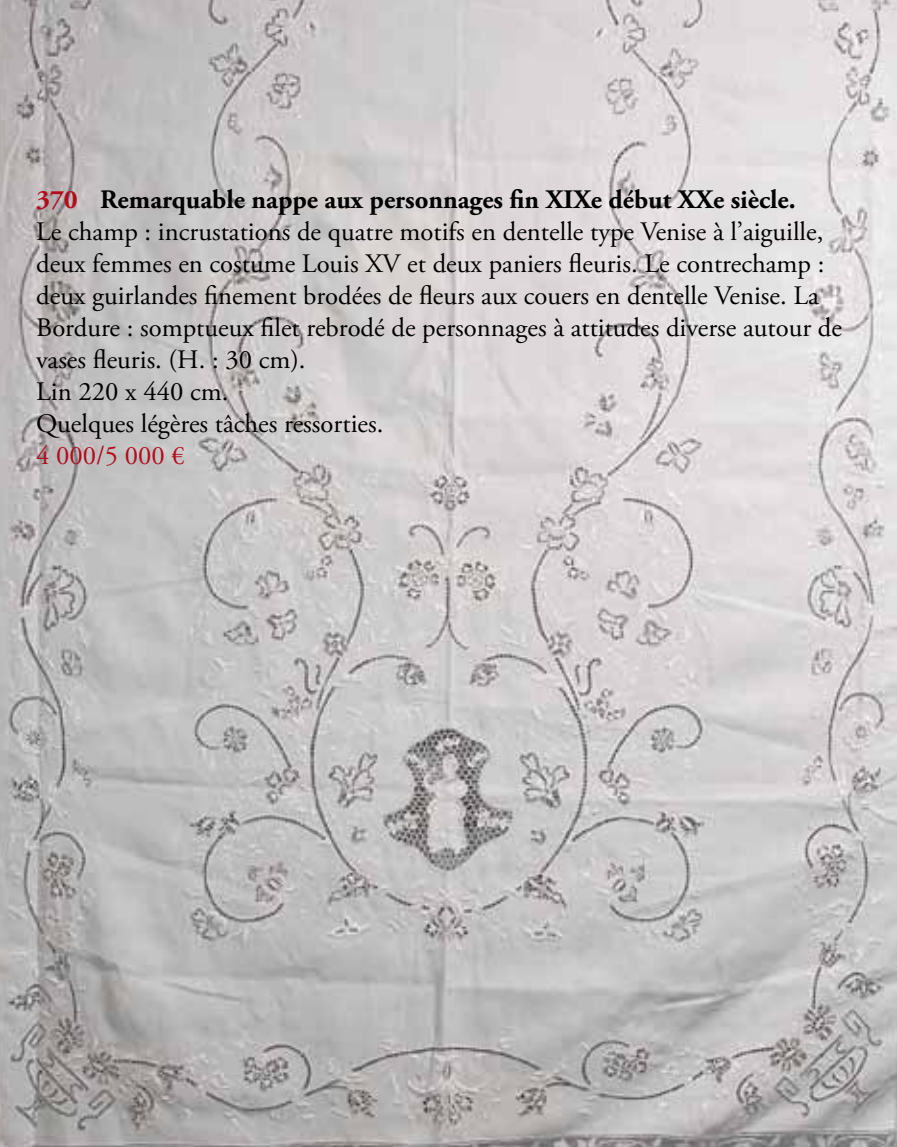 370 Remarquable nappe aux personnages fin XIXe début XXe siècle.
Le champ : incrustations de quatre motifs en dentelle type Venise à l’aiguille,
deux femmes en costume Louis XV et deux paniers fleuris. Le contrechamp :
deux guirlandes finement brodées de fleurs aux couers en dentelle Venise. La
Bordure : somptueux filet rebrodé de personnages à attitudes diverse autour de
vases fleuris. (H. : 30 cm).
Lin 220 x 440 cm.
Quelques légères tâches ressorties.
4 000/5 000 €